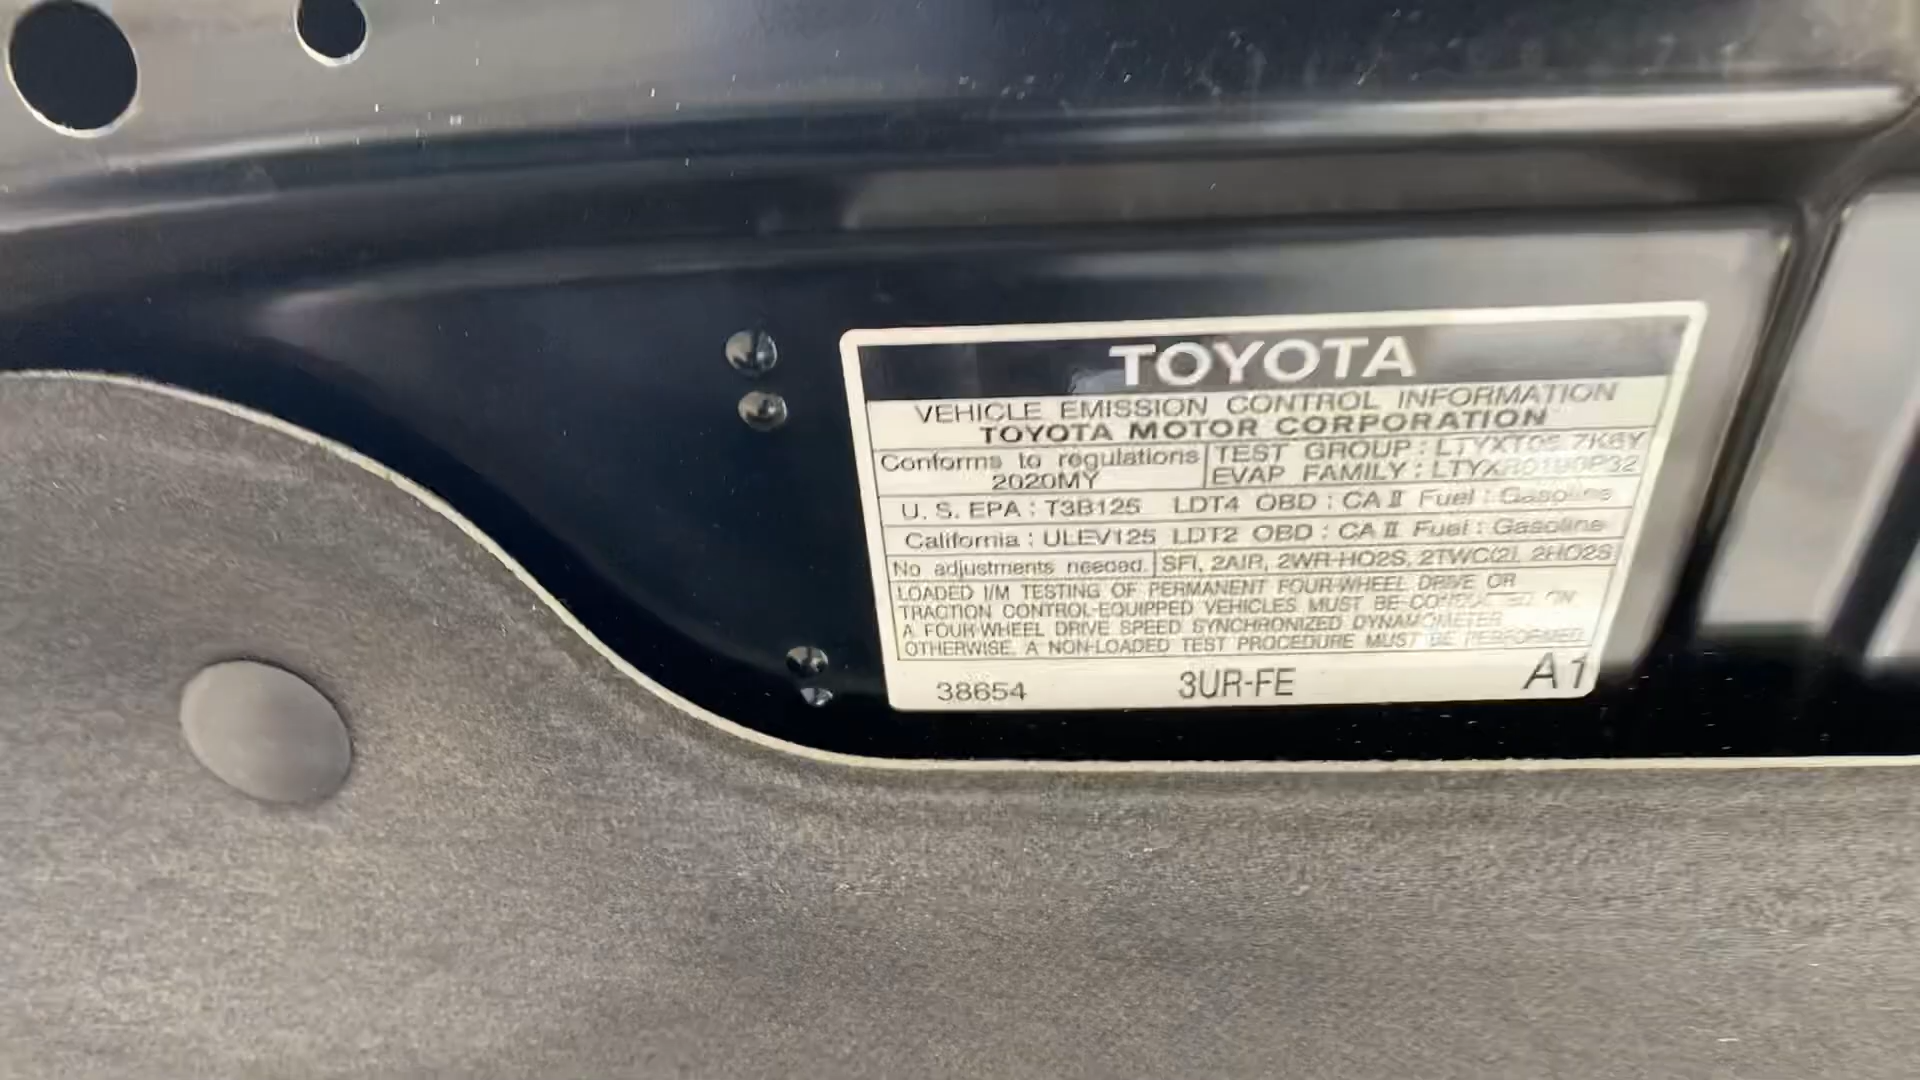 TOYOTA
VEHICLE EMISSION CONTROL INFORMATION
TOYOTA MOTOR CORPORATION
Conforms to regulations
2020MY
TEST GROUP : LTYXT05.7K6Y
EVAP FAMILY :
U.S. EPA : T3B125 LDT4 OBD : CA II Fuel : Gasoline
California : ULEV125 LDT2 OBD : CA II Fuel : Gasoline
No adjustments needed. SFI, 2AIR, 2WR-HO2S, 2TWC(2), 2HO2S
LOADED I/M TESTING OF PERMANENT FOUR-WHEEL DRIVE OR
TRACTION CONTROL-EQUIPPED VEHICLES MUST BE CONDUCTED ON
A FOUR-WHEEL DRIVE SPEED SYNCHRONIZED DYNAMOMETER
OTHERWISE, A NON-LOADED TEST PROCEDURE MUST BE PERFORMED.
38654 3UR-FE A1